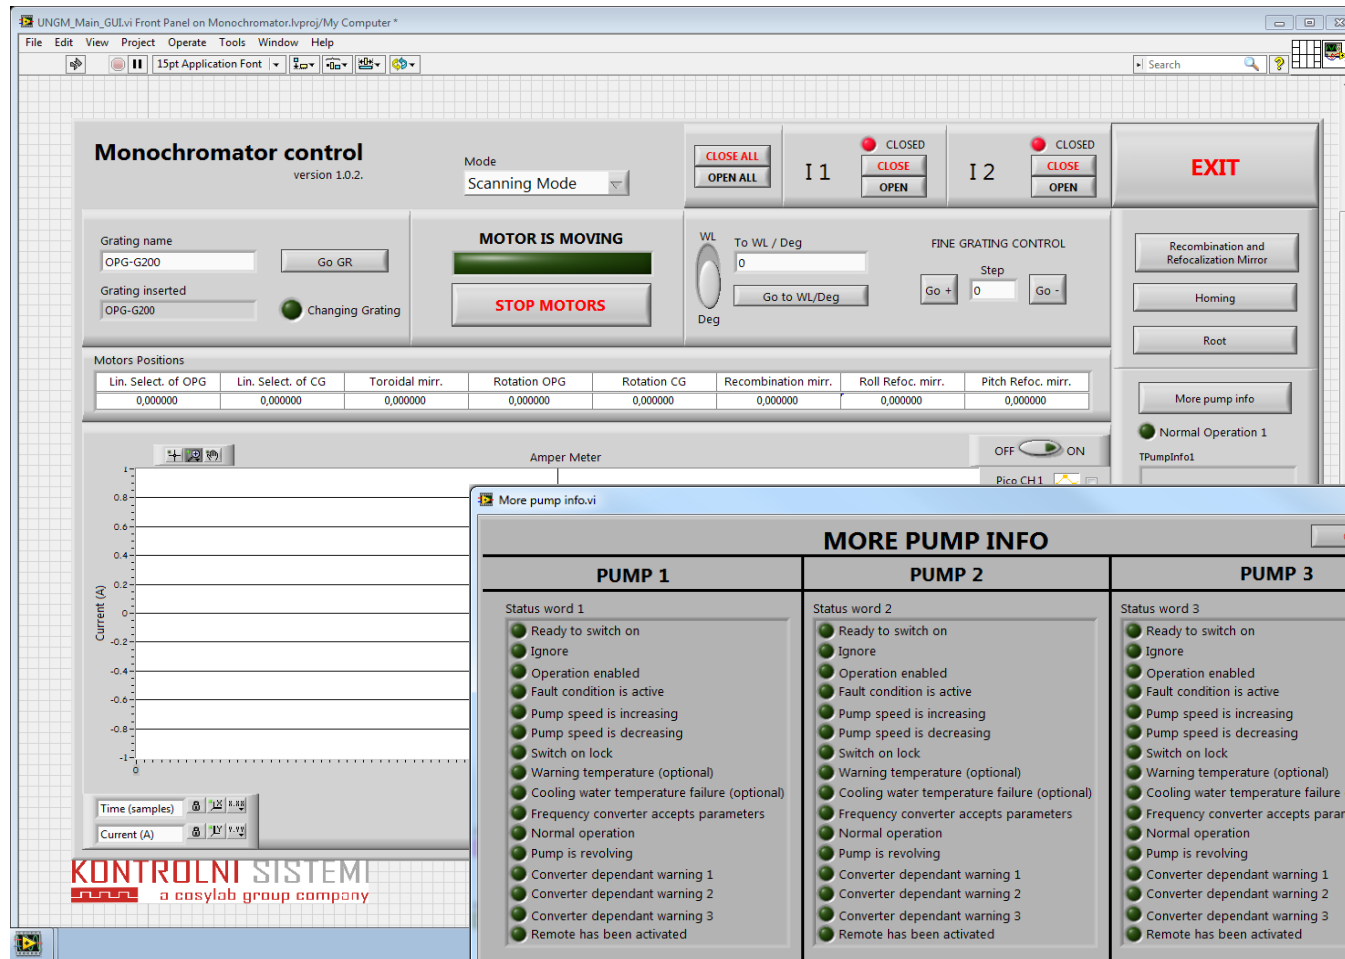 UNGM_Main_GUI.vi Front Panel on Monochromator.lvproj/My Computer *
File Edit View Project Operate Tools Window Help
15pt Application Font
Search
Monochromator control
version 1.0.2.
Mode
Scanning Mode
CLOSE ALL
OPEN ALL
I 1
CLOSED
CLOSE
OPEN
I 2
CLOSED
CLOSE
OPEN
EXIT
Grating name
OPG-G200
Go GR
Grating inserted
OPG-G200
Changing Grating
MOTOR IS MOVING
STOP MOTORS
WL
Deg
To WL / Deg
0
Go to WL/Deg
FINE GRATING CONTROL
Step
Go +
0
Go -
Recombination and
Refocalization Mirror
Homing
Root
Motors Positions
Lin. Select. of OPG Lin. Select. of CG Toroidal mirr. Rotation OPG Rotation CG Recombination mirr. Roll Refoc. mirr. Pitch Refoc. mirr.
0,000000 0,000000 0,000000 0,000000 0,000000 0,000000 0,000000 0,000000
More pump info
Normal Operation 1
TPumpInfo1
Amper Meter
OFF ON
Pico CH1
Current (A)
1
0.8
0.6
0.4
0.2
0
-0.2
-0.4
-0.6
-0.8
-1
0
Time (samples)
Current (A)
KONTROLNI SISTEMI
a cosylab group company
More pump info.vi
MORE PUMP INFO
PUMP 1
Status word 1
Ready to switch on
Ignore
Operation enabled
Fault condition is active
Pump speed is increasing
Pump speed is decreasing
Switch on lock
Warning temperature (optional)
Cooling water temperature failure (optional)
Frequency converter accepts parameters
Normal operation
Pump is revolving
Converter dependant warning 1
Converter dependant warning 2
Converter dependant warning 3
Remote has been activated
PUMP 2
Status word 2
Ready to switch on
Ignore
Operation enabled
Fault condition is active
Pump speed is increasing
Pump speed is decreasing
Switch on lock
Warning temperature (optional)
Cooling water temperature failure (optional)
Frequency converter accepts parameters
Normal operation
Pump is revolving
Converter dependant warning 1
Converter dependant warning 2
Converter dependant warning 3
Remote has been activated
PUMP 3
Status word 3
Ready to switch on
Ignore
Operation enabled
Fault condition is active
Pump speed is increasing
Pump speed is decreasing
Switch on lock
Warning temperature (optional)
Cooling water temperature failure
Frequency converter accepts parar
Normal operation
Pump is revolving
Converter dependant warning 1
Converter dependant warning 2
Converter dependant warning 3
Remote has been activated